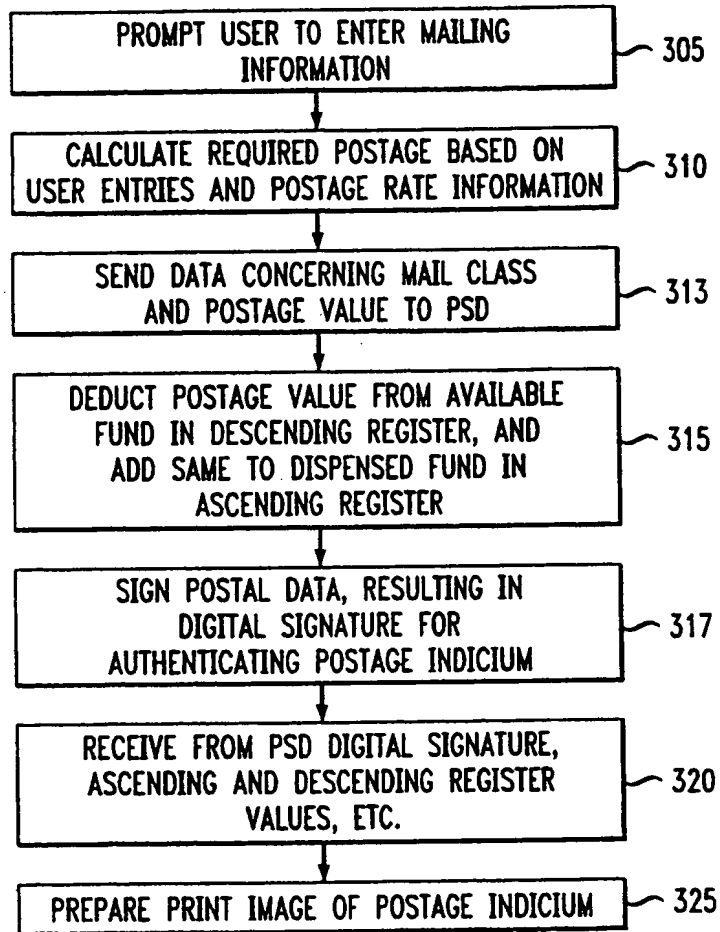 PROMPT USER TO ENTER MAILING
INFORMATION
305
CALCULATE REQUIRED POSTAGE BASED ON
USER ENTRIES AND POSTAGE RATE INFORMATION
310
SEND DATA CONCERNING MAIL CLASS
AND POSTAGE VALUE TO PSD
313
DEDUCT POSTAGE VALUE FROM AVAILABLE
FUND IN DESCENDING REGISTER, AND
ADD SAME TO DISPENSED FUND IN
ASCENDING REGISTER
315
SIGN POSTAL DATA, RESULTING IN
DIGITAL SIGNATURE FOR
AUTHENTICATING POSTAGE INDICIUM
317
RECEIVE FROM PSD DIGITAL SIGNATURE,
ASCENDING AND DESCENDING REGISTER
VALUES, ETC.
320
PREPARE PRINT IMAGE OF POSTAGE INDICIUM
325